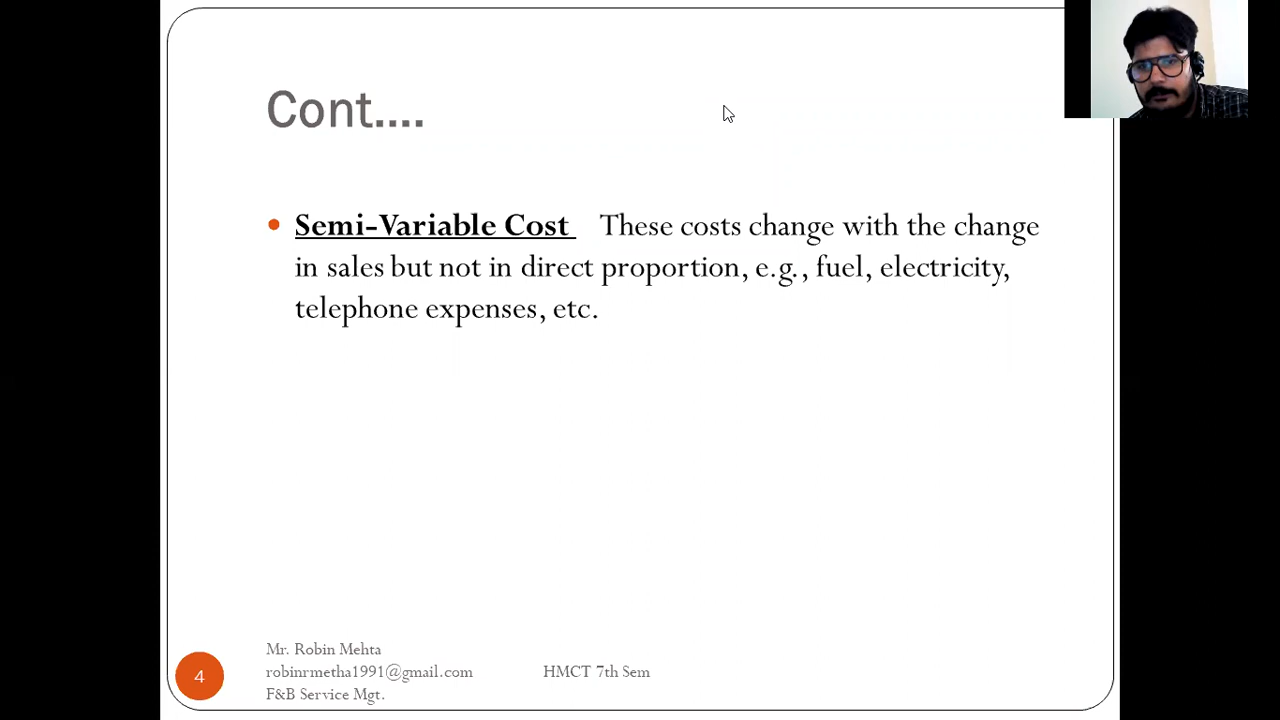 Cont....
Semi-Variable Cost These costs change with the change
in sales but not in direct proportion, e.g., fuel, electricity,
telephone expenses, etc.
Mr. Robin Mehta
robinrmetha1991@gmail.com HMCT 7th Sem
F&B Service Mgt.
4